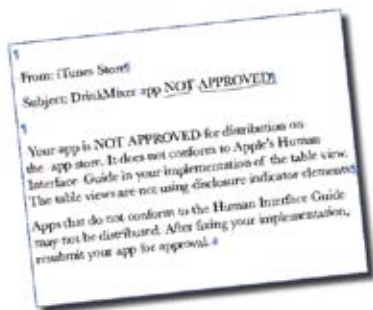 From: iTunes Store
Subject: DrinkMixer app NOT APPROVED
Your app is NOT APPROVED for distribution on
the app store. It does not conform to Apple's Human
Interface Guide in your implementation of the table view.
The table views are not using disclosure indicator elements
Apps that do not conform to the Human Interface Guide
may not be distributed. After fixing your implementation,
resubmit your app for approval.